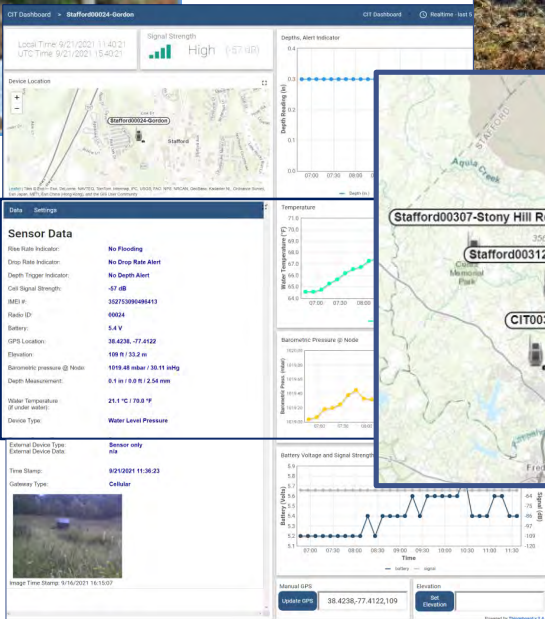 CIT Dashboard > Stafford00024-Gordon
CIT Dashboard
Realtime - last 5
Local Time: 9/21/2021 11:40:21
UTC Time: 9/21/2021 15:40:21
Signal Strength
High (-57 dB)
Device Location
+
−
Stafford00024-Gordon
Stafford
Data Settings
Sensor Data
Rise Rate Indicator: No Flooding
Drop Rate Indicator: No Drop Rate Alert
Depth Trigger Indicator: No Depth Alert
Cell Signal Strength: -57 dB
IMEI #: 352753090496413
Radio ID: 00024
Battery: 5.4 V
GPS Location: 38.4238, -77.4122
Elevation: 109 ft / 33.2 m
Barometric pressure @ Node: 1019.48 mbar / 30.11 inHg
Depth Measurement: 0.1 in / 0.0 ft / 2.54 mm
Water Temperature (if under water): 21.1 °C / 70.0 °F
Device Type: Water Level Pressure
External Device Type: Sensor only
External Device Data: n/a
Time Stamp: 9/21/2021 11:36:23
Gateway Type: Cellular
Image Time Stamp: 9/16/2021 16:15:07
Depths, Alert Indicator
Depth Reading (in)
0.4
0.3
0.2
0.1
0.0
07:00 07:30 08:00
Depth (in)
Temperature
Water Temperature (°F)
71.0
70.0
69.0
68.0
67.0
66.0
65.0
64.0
07:00 07:30 08:00
Barometric Pressure @ Node
07:00 07:30 08:00
Battery Voltage and Signal Strength
Battery (Volts)
5.9
5.8
5.7
5.6
5.5
5.4
5.3
5.2
5.1
-64
-75
-86
-97
-109
-120
Signal (dB)
07:00 07:30 08:00 08:30 09:00 09:30 10:00 10:30 11:00 11:30
Time
battery signal
Manual GPS
Update GPS
38.4238,-77.4122,109
Elevation
Set Elevation
STAFFORD
Aquia Creek
Stafford00307-Stony Hill R
Stafford00312
Memorial
Park
CIT003
Fred